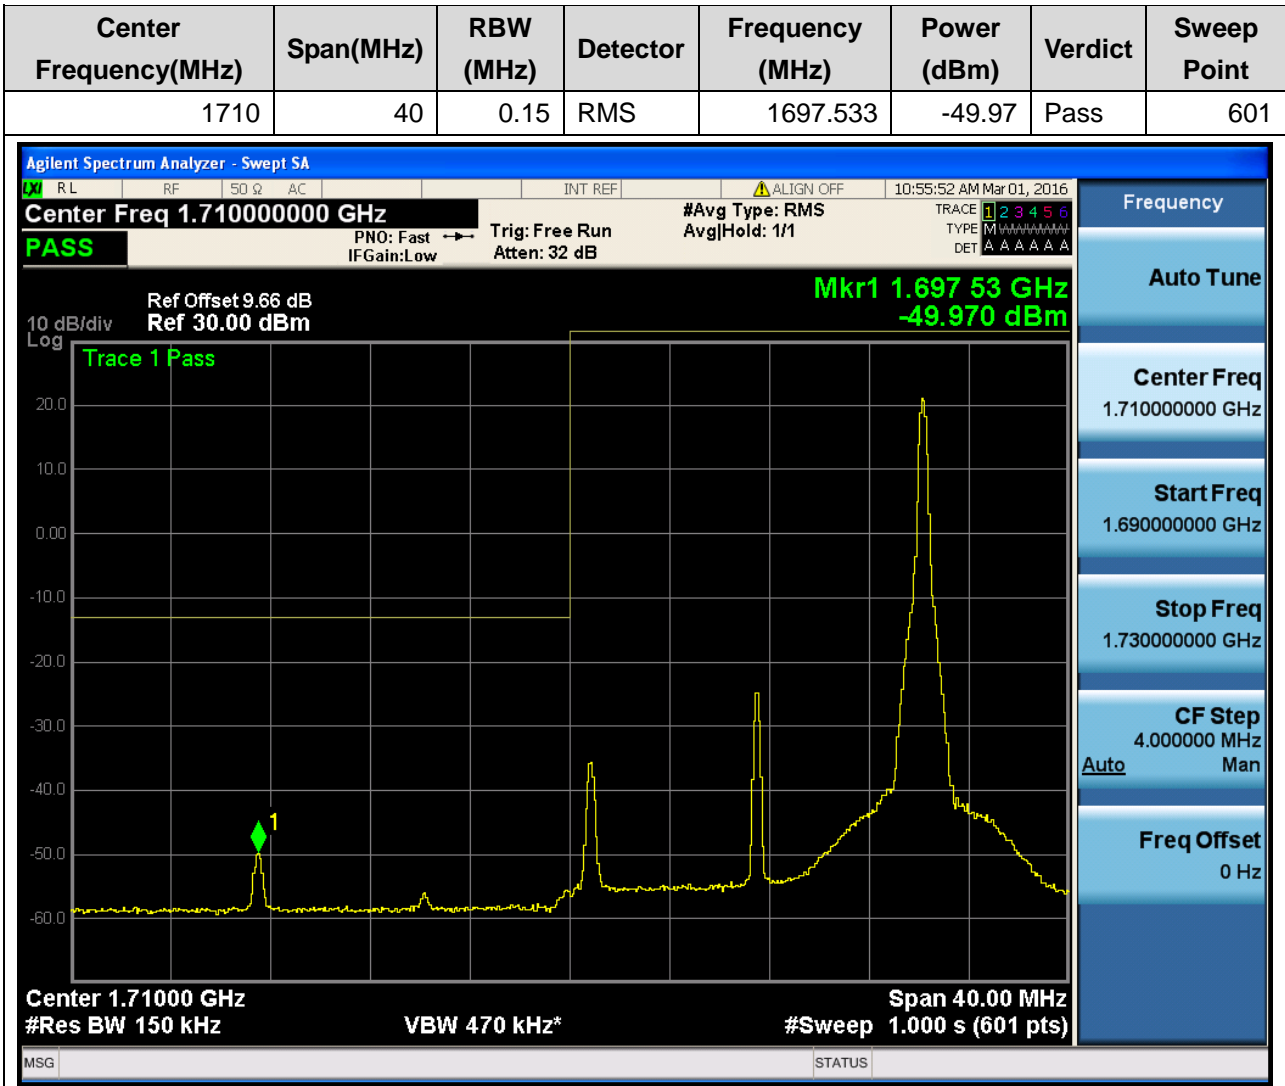 Center Frequency(MHz) Span(MHz) RBW (MHz) Detector Frequency (MHz) Power (dBm) Verdict Sweep Point
1710 40 0.15 RMS 1697.533 -49.97 Pass 601
Agilent Spectrum Analyzer - Swept SA
LXI RL RF 50 Ω AC INT REF ALIGN OFF 10:55:52 AM Mar 01, 2016
Center Freq 1.710000000 GHz
#Avg Type: RMS
TRACE 1 2 3 4 5 6
PASS
PNO: Fast
Trig: Free Run
Avg|Hold: 1/1
TYPE M WWWWW
IFGain:Low
Atten: 32 dB
DET A A A A A A
Mkr1 1.697 53 GHz
-49.970 dBm
Ref Offset 9.66 dB
10 dB/div Ref 30.00 dBm
Log
Trace 1 Pass
20.0
10.0
0.00
-10.0
-20.0
-30.0
-40.0
-50.0
-60.0
1
Center 1.71000 GHz
Span 40.00 MHz
#Res BW 150 kHz
VBW 470 kHz*
#Sweep 1.000 s (601 pts)
MSG
STATUS
Frequency
Auto Tune
Center Freq
1.710000000 GHz
Start Freq
1.690000000 GHz
Stop Freq
1.730000000 GHz
CF Step
4.000000 MHz
Auto Man
Freq Offset
0 Hz